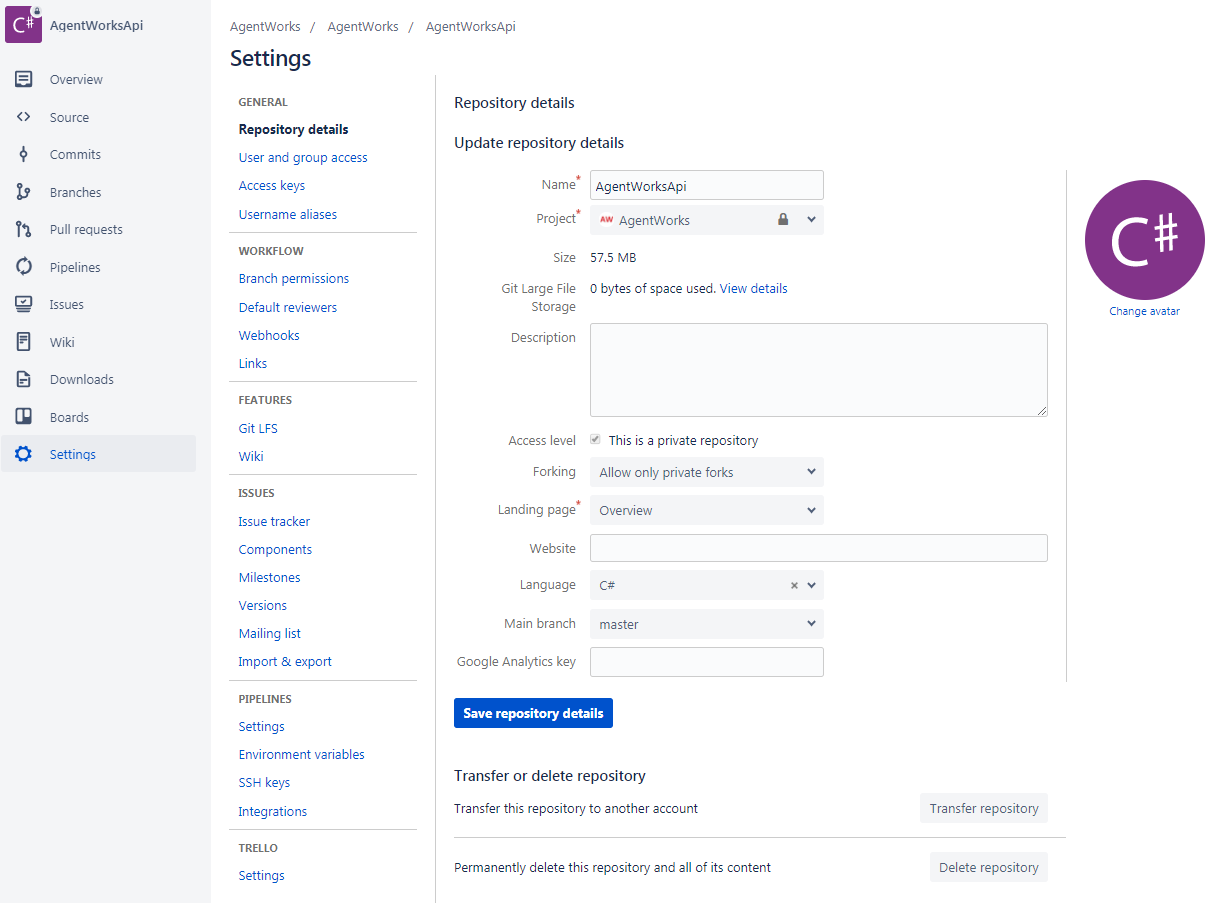 C#
AgentWorksApi
Overview
Source
Commits
Branches
Pull requests
Pipelines
Issues
Wiki
Downloads
Boards
Settings
AgentWorks / AgentWorks / AgentWorksApi
Settings
GENERAL
Repository details
User and group access
Access keys
Username aliases
WORKFLOW
Branch permissions
Default reviewers
Webhooks
Links
FEATURES
Git LFS
Wiki
ISSUES
Issue tracker
Components
Milestones
Versions
Mailing list
Import & export
PIPELINES
Settings
Environment variables
SSH keys
Integrations
TRELLO
Settings
Repository details
Update repository details
Name* AgentWorksApi
Project* AW AgentWorks
Size 57.5 MB
Git Large File Storage 0 bytes of space used. View details
Description
Access level This is a private repository
Forking Allow only private forks
Landing page* Overview
Website
Language C# ×
Main branch master
Google Analytics key
Save repository details
C#
Change avatar
Transfer or delete repository
Transfer this repository to another account Transfer repository
Permanently delete this repository and all of its content Delete repository